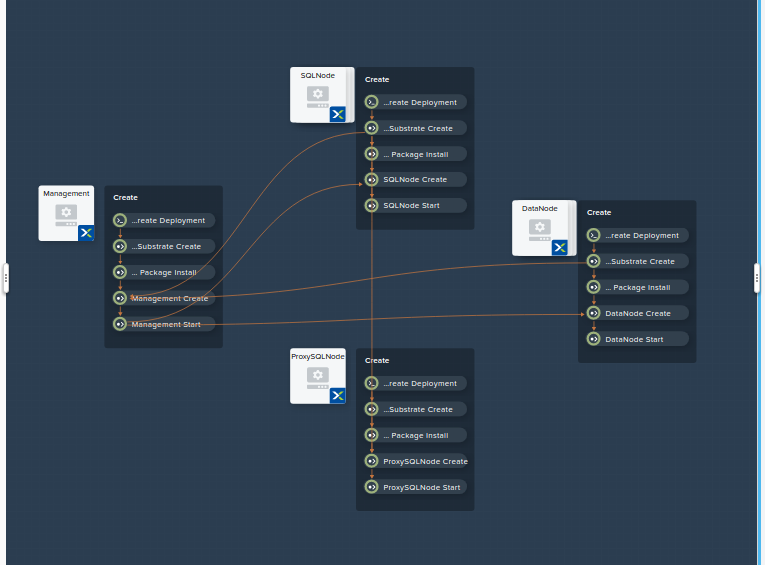 SQLNode
Create
...reate Deployment
...Substrate Create
... Package Install
SQLNode Create
SQLNode Start
Management
Create
...reate Deployment
...Substrate Create
... Package Install
Management Create
Management Start
DataNode
Create
...reate Deployment
...Substrate Create
... Package Install
DataNode Create
DataNode Start
ProxySQLNode
Create
...reate Deployment
...Substrate Create
... Package Install
ProxySQLNode Create
ProxySQLNode Start